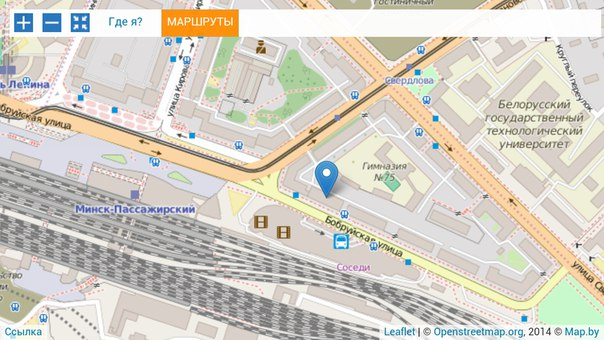 Где я?
МАРШРУТЫ
Гостиничный
Свердлова
Круглый переулок
ь Ленина
улица Кирова
Бобруйская улица
Белорусский
государственный
технологический
университет
Гимназия
№75
Минск-Пассажирский
Бобруйская улица
Соседи
улица Све
Ссылка
Leaflet | © Openstreetmap.org, 2014 © Map.by